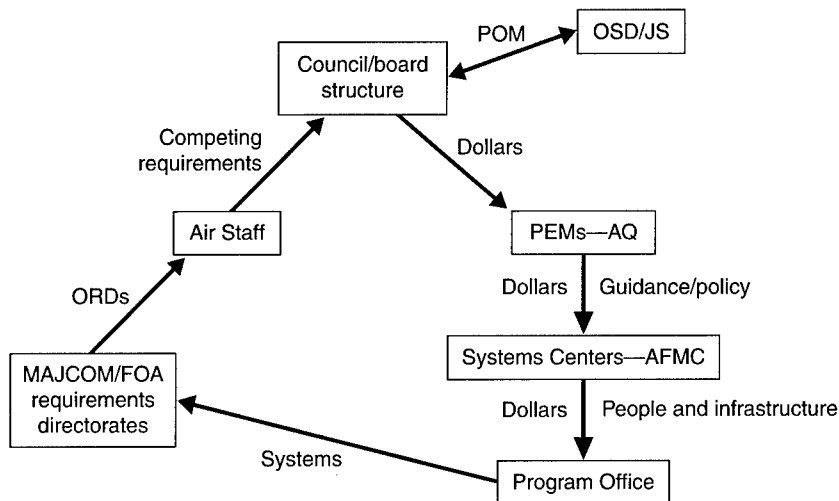 POM
OSD/JS
Council/board
structure
Competing
requirements
Dollars
Air Staff
PEMs—AQ
ORDs
Dollars Guidance/policy
Systems Centers—AFMC
MAJCOM/FOA
requirements
directorates
Dollars People and infrastructure
Systems
Program Office